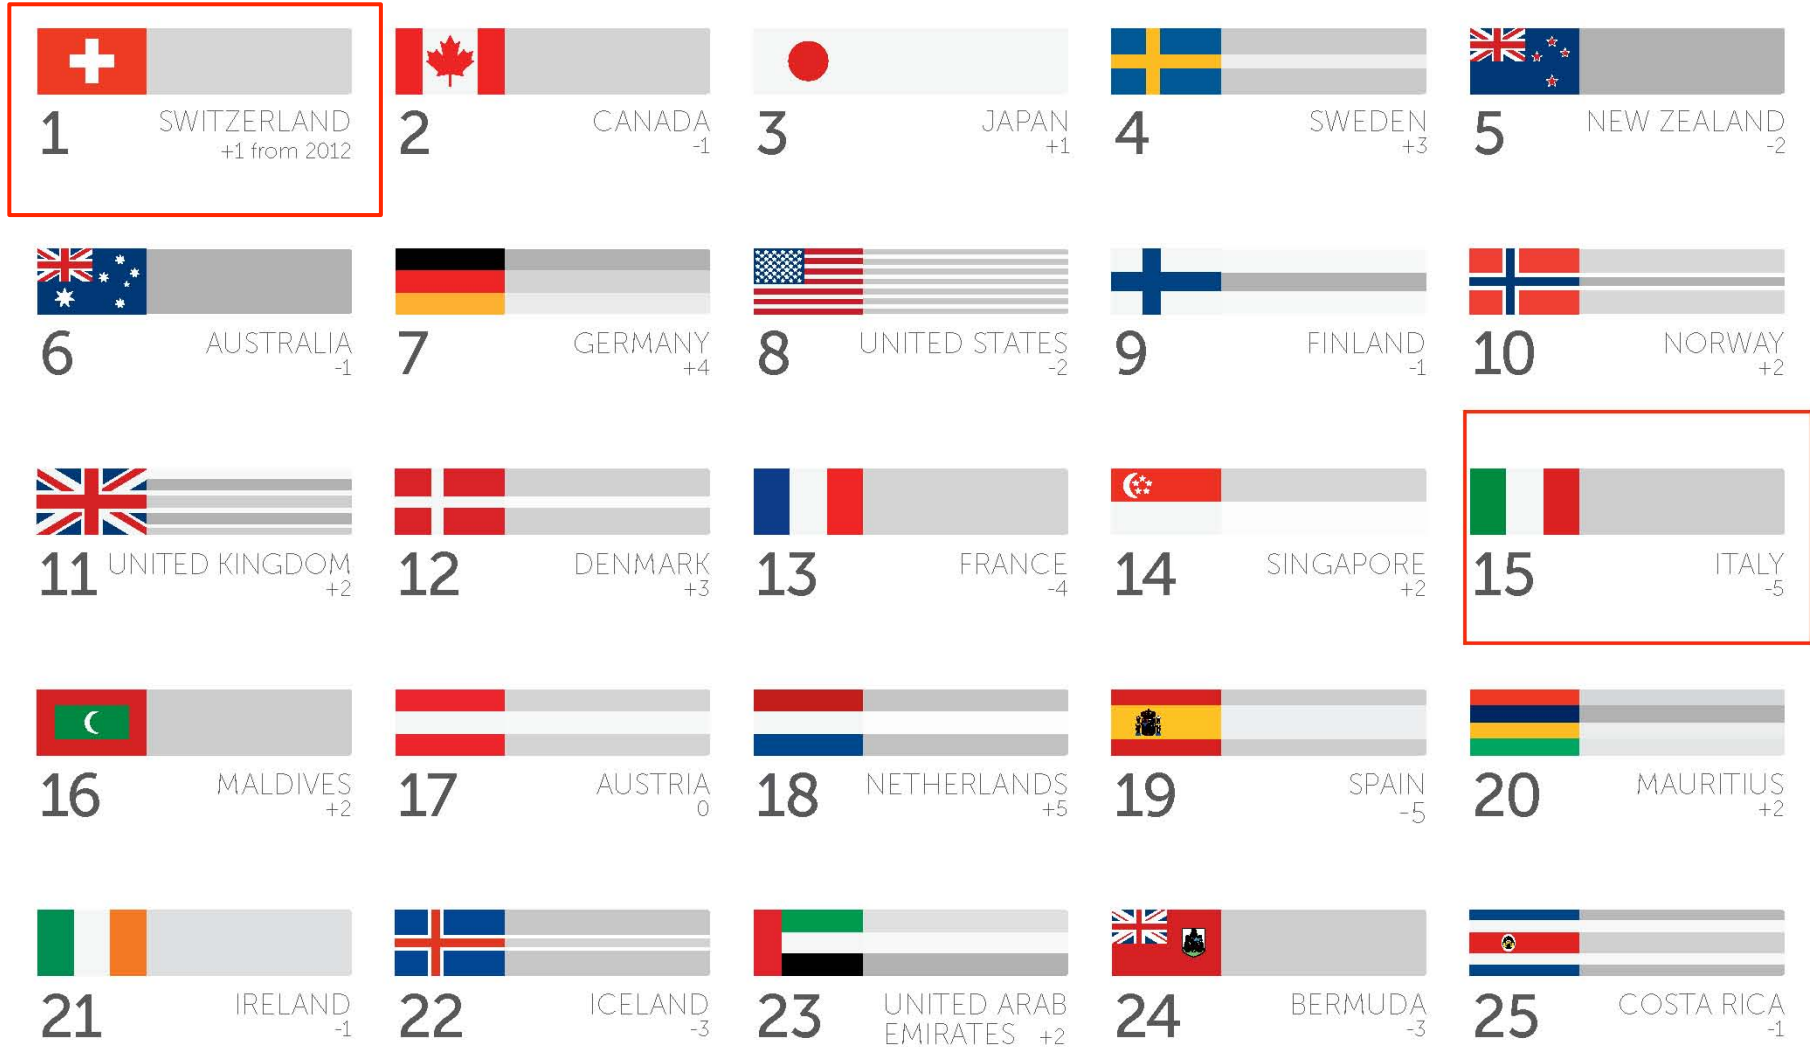 1 SWITZERLAND
+1 from 2012
2 CANADA
-1
3 JAPAN
+1
4 SWEDEN
+3
5 NEW ZEALAND
-2
6 AUSTRALIA
-1
7 GERMANY
+4
8 UNITED STATES
-2
9 FINLAND
-1
10 NORWAY
+2
11 UNITED KINGDOM
+2
12 DENMARK
+3
13 FRANCE
-4
14 SINGAPORE
+2
15 ITALY
-5
16 MALDIVES
+2
17 AUSTRIA
0
18 NETHERLANDS
+5
19 SPAIN
-5
20 MAURITIUS
+2
21 IRELAND
-1
22 ICELAND
-3
23 UNITED ARAB
EMIRATES +2
24 BERMUDA
-3
25 COSTA RICA
-1